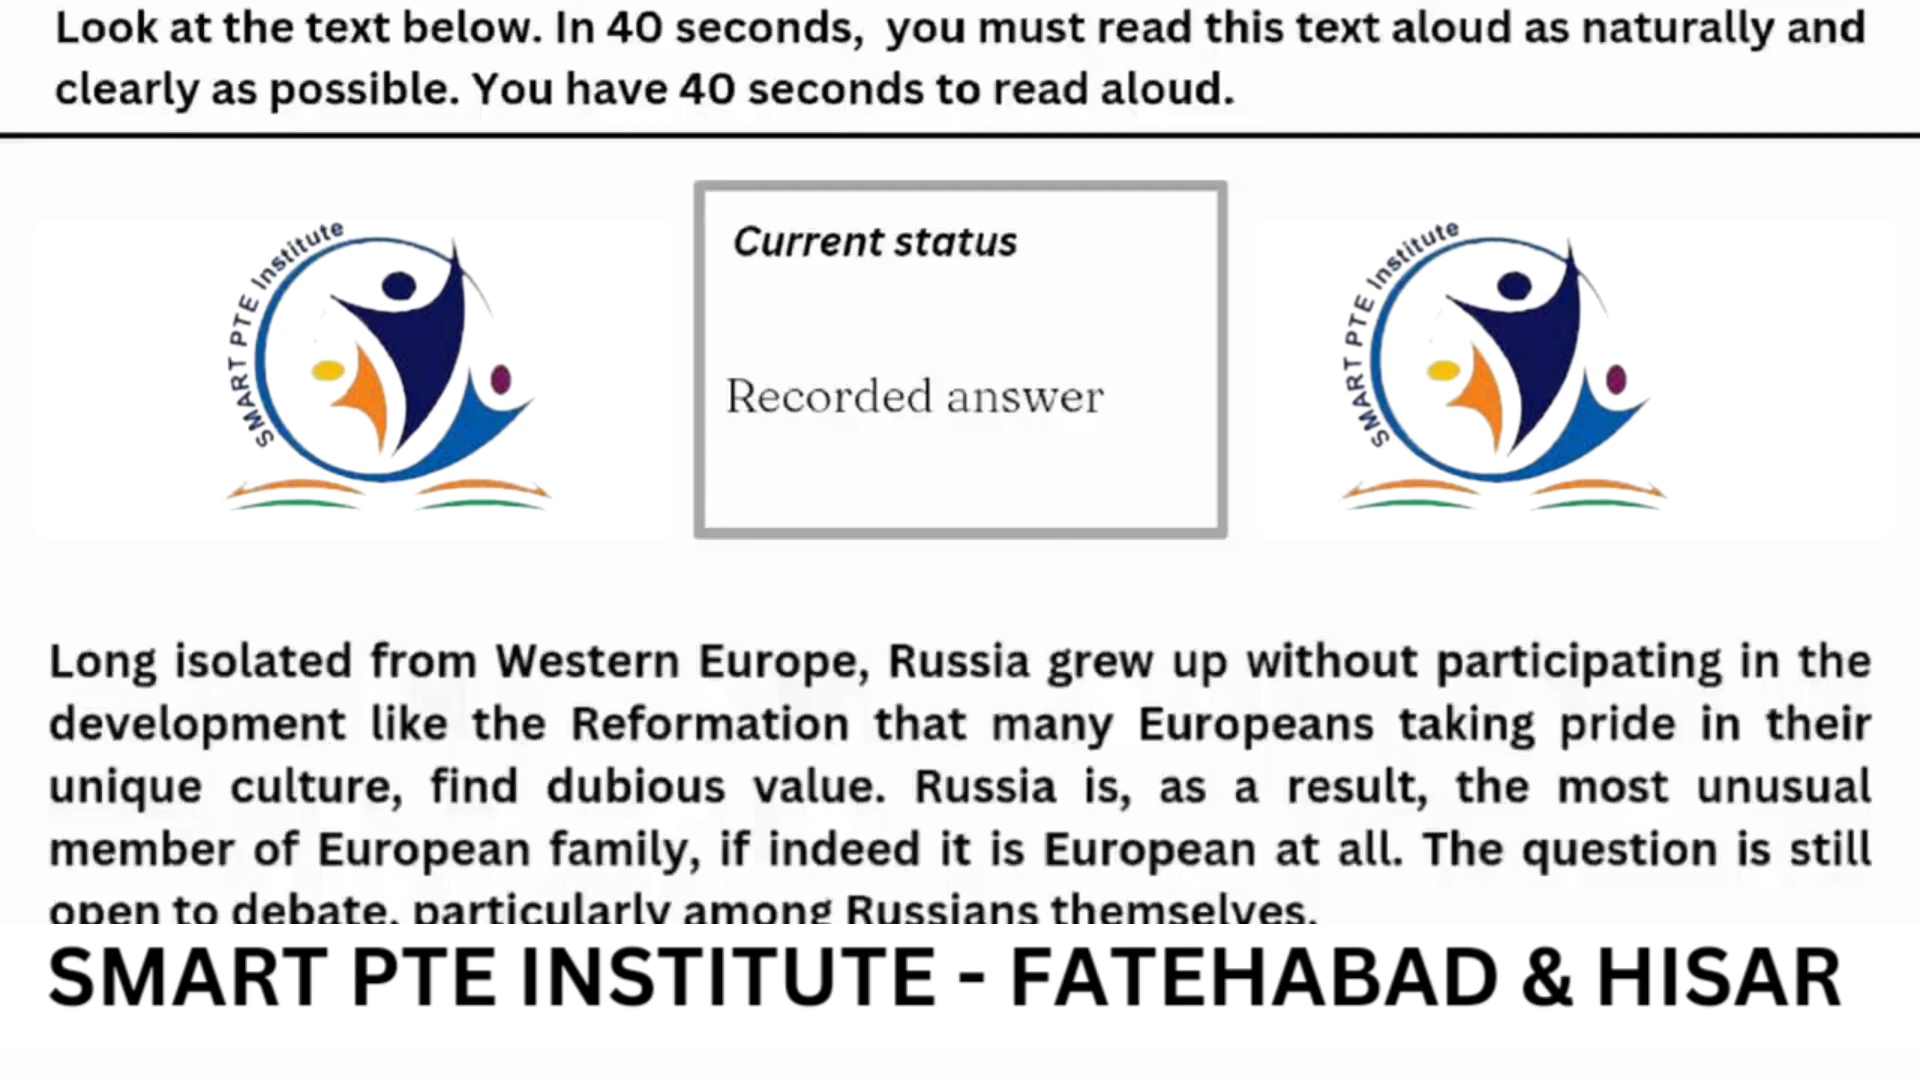 Look at the text below. In 40 seconds, you must read this text aloud as naturally and
clearly as possible. You have 40 seconds to read aloud.
SMART PTE Institute
Current status
Recorded answer
SMART PTE Institute
Long isolated from Western Europe, Russia grew up without participating in the
development like the Reformation that many Europeans taking pride in their
unique culture, find dubious value. Russia is, as a result, the most unusual
member of European family, if indeed it is European at all. The question is still
open to debate, particularly among Russians themselves.
SMART PTE INSTITUTE - FATEHABAD & HISAR